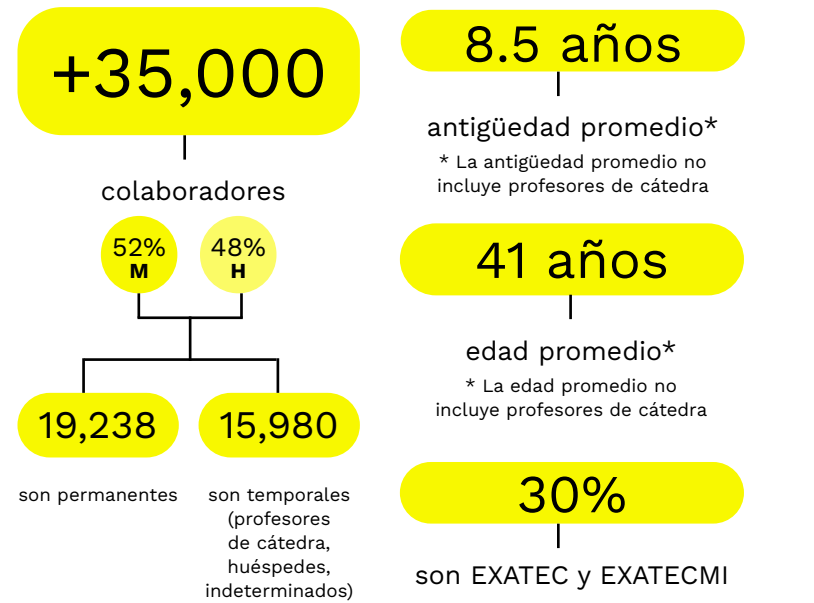 +35,000
colaboradores
52%
M
48%
H
19,238
son permanentes
15,980
son temporales
(profesores
de cátedra,
huéspedes,
indeterminados)
8.5 años
antigüedad promedio*
* La antigüedad promedio no
incluye profesores de cátedra
41 años
edad promedio*
* La edad promedio no
incluye profesores de cátedra
30%
son EXATEC y EXATECMI